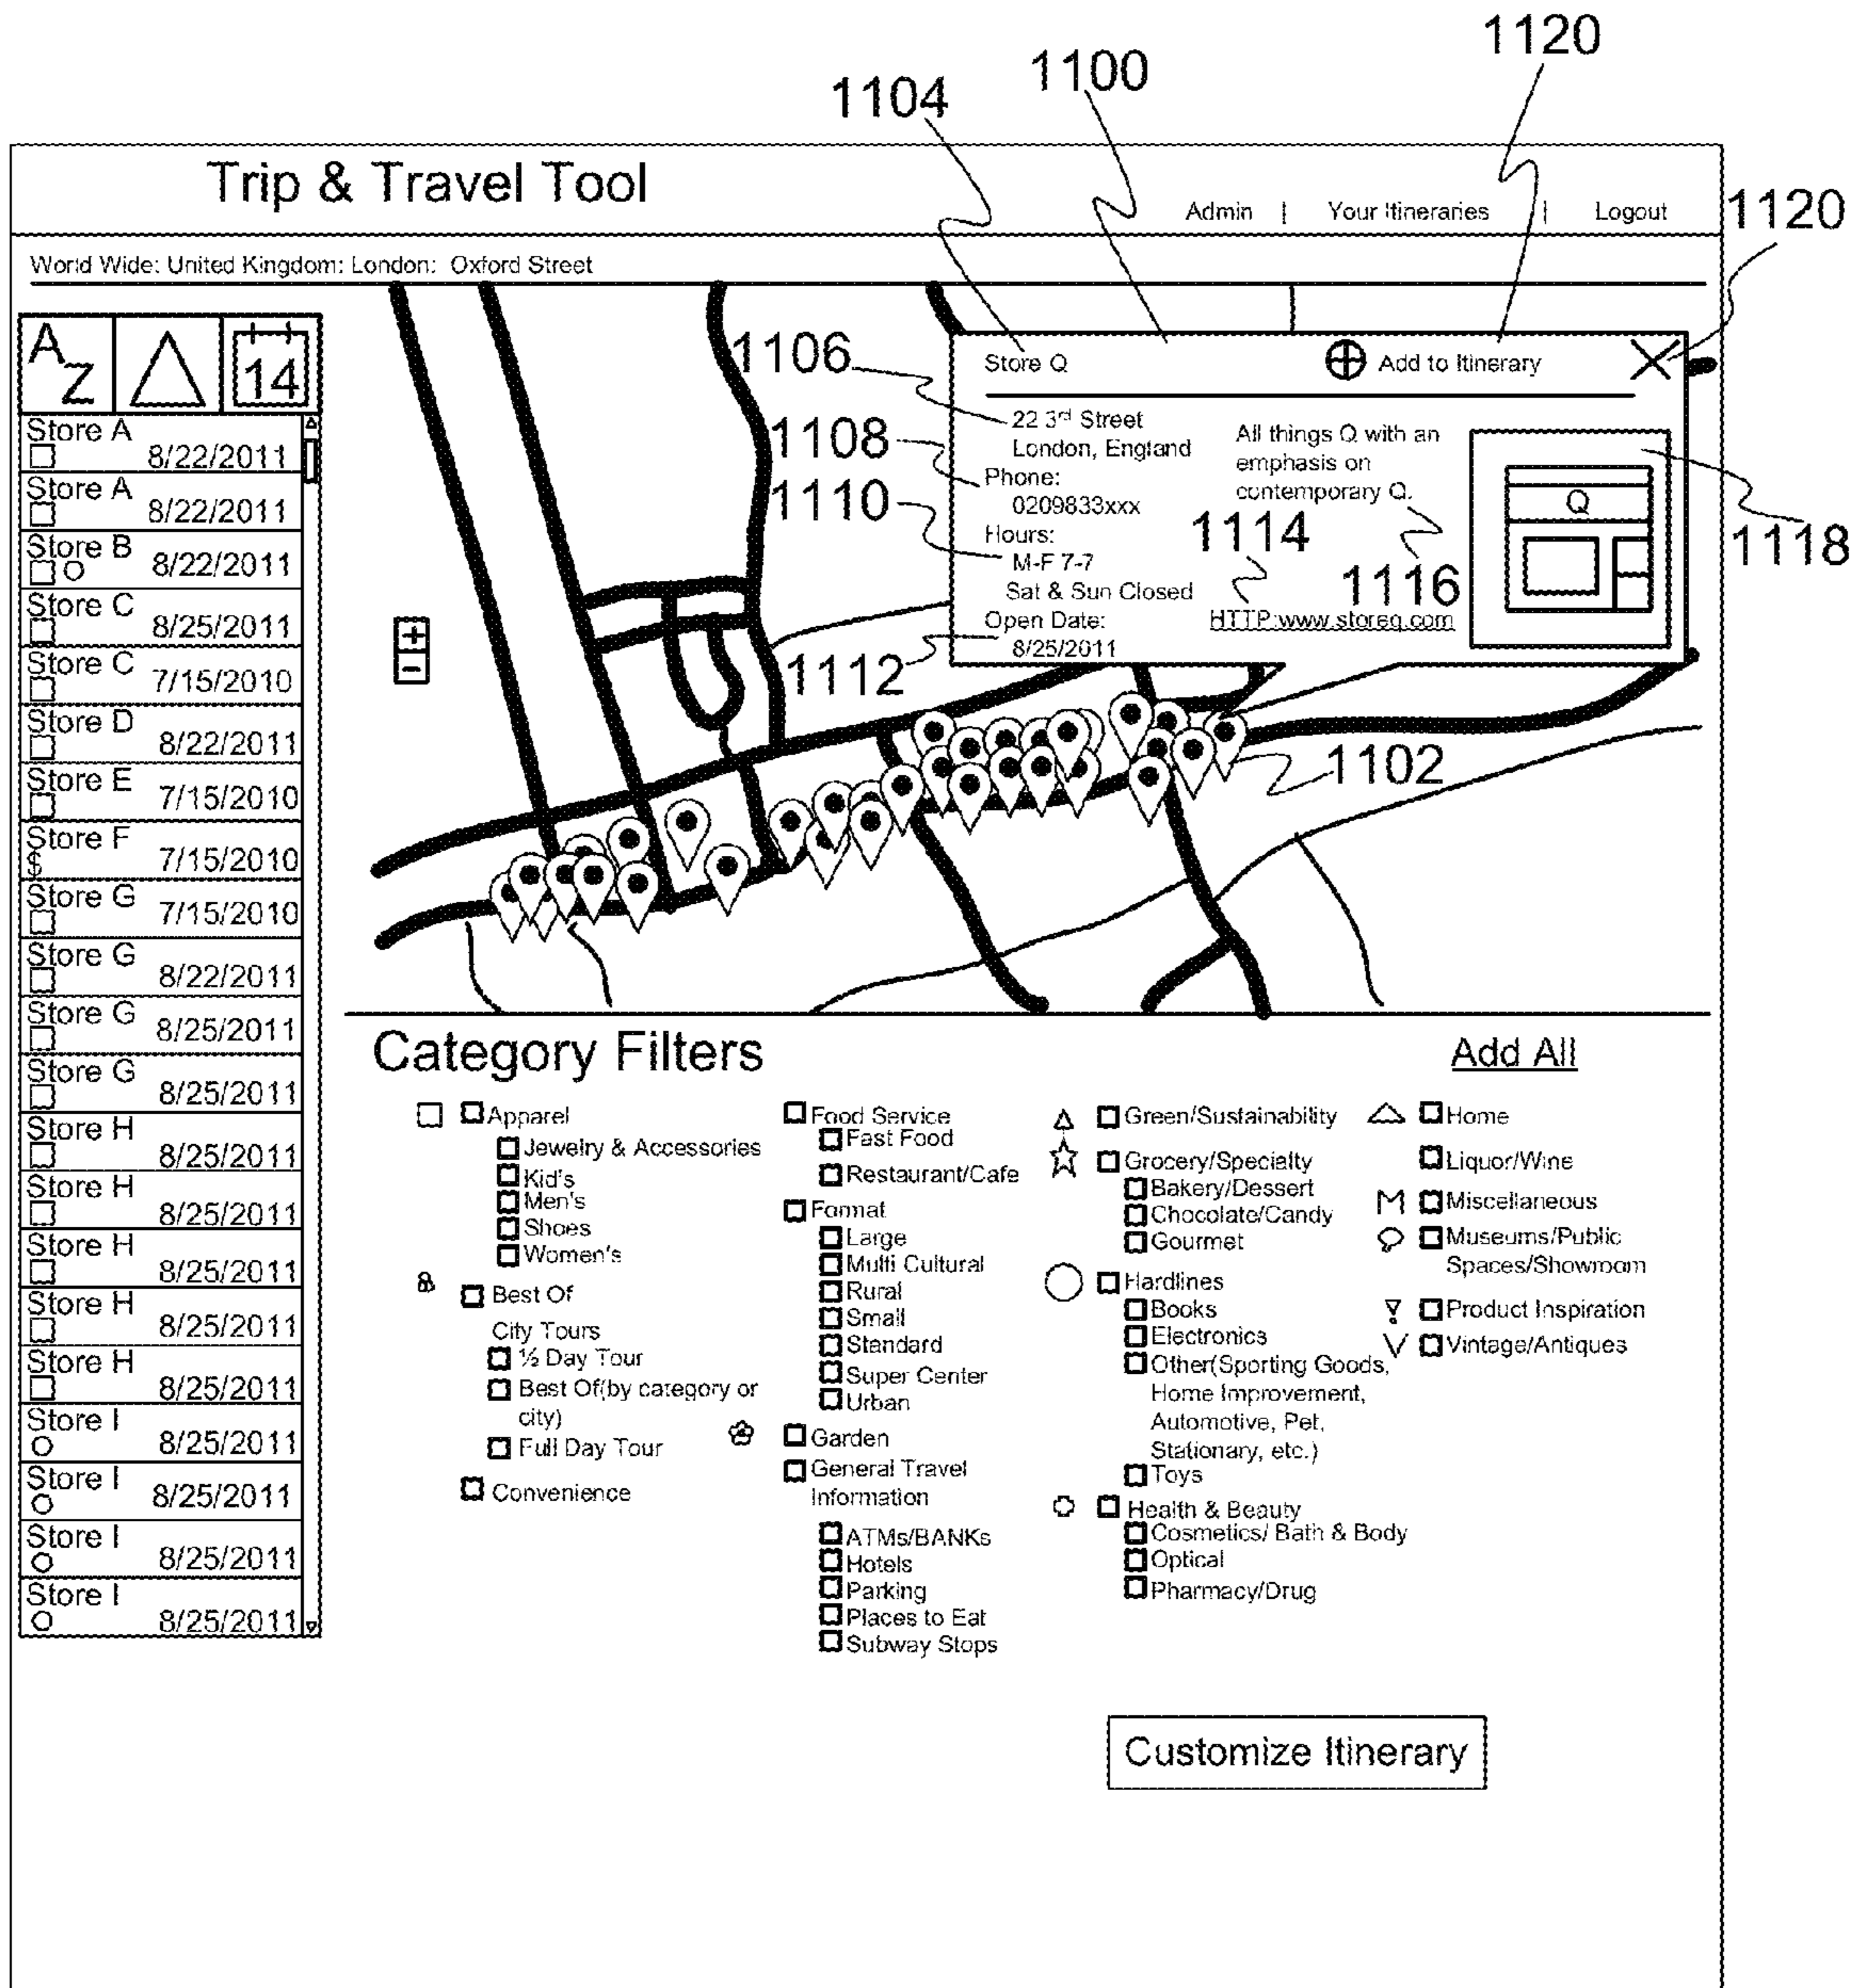 1120
1100
1104
Trip & Travel Tool
Admin | Your Itineraries | Logout
1120
World Wide: United Kingdom: London: Oxford Street
A
Z
14
Store A
8/22/2011
Store A
8/22/2011
Store B
8/22/2011
Store C
8/25/2011
Store C
7/15/2010
Store D
8/22/2011
Store E
7/15/2010
Store F
$
7/15/2010
Store G
7/15/2010
Store G
8/22/2011
Store G
8/25/2011
Store G
8/25/2011
Store H
8/25/2011
Store H
8/25/2011
Store H
8/25/2011
Store H
8/25/2011
Store H
8/25/2011
Store I
8/25/2011
Store I
8/25/2011
Store I
8/25/2011
Store I
8/25/2011
+
-
1106
1108
1110
1112
Store Q
Add to Itinerary
22 3rd Street
London, England
Phone:
0209833xxx
Hours:
M-F 7-7
Sat & Sun Closed
Open Date:
8/25/2011
All things Q with an
emphasis on
contemporary Q.
1114
1116
HTTP:www.storeq.com
Q
1118
1102
Category Filters
Add All
Apparel
Jewelry & Accessories
Kid's
Men's
Shoes
Women's
Best Of
City Tours
½ Day Tour
Best Of(by category or
city)
Full Day Tour
Convenience
Food Service
Fast Food
Restaurant/Cafe
Format
Large
Multi Cultural
Rural
Small
Standard
Super Center
Urban
Garden
General Travel
Information
ATMs/BANKs
Hotels
Parking
Places to Eat
Subway Stops
Green/Sustainability
Grocery/Specialty
Bakery/Dessert
Chocolate/Candy
Gourmet
Hardlines
Books
Electronics
Other(Sporting Goods,
Home Improvement,
Automotive, Pet,
Stationary, etc.)
Toys
Health & Beauty
Cosmetics/ Bath & Body
Optical
Pharmacy/Drug
Home
Liquor/Wine
M Miscellaneous
Museums/Public
Spaces/Showroom
Product Inspiration
V Vintage/Antiques
Customize Itinerary